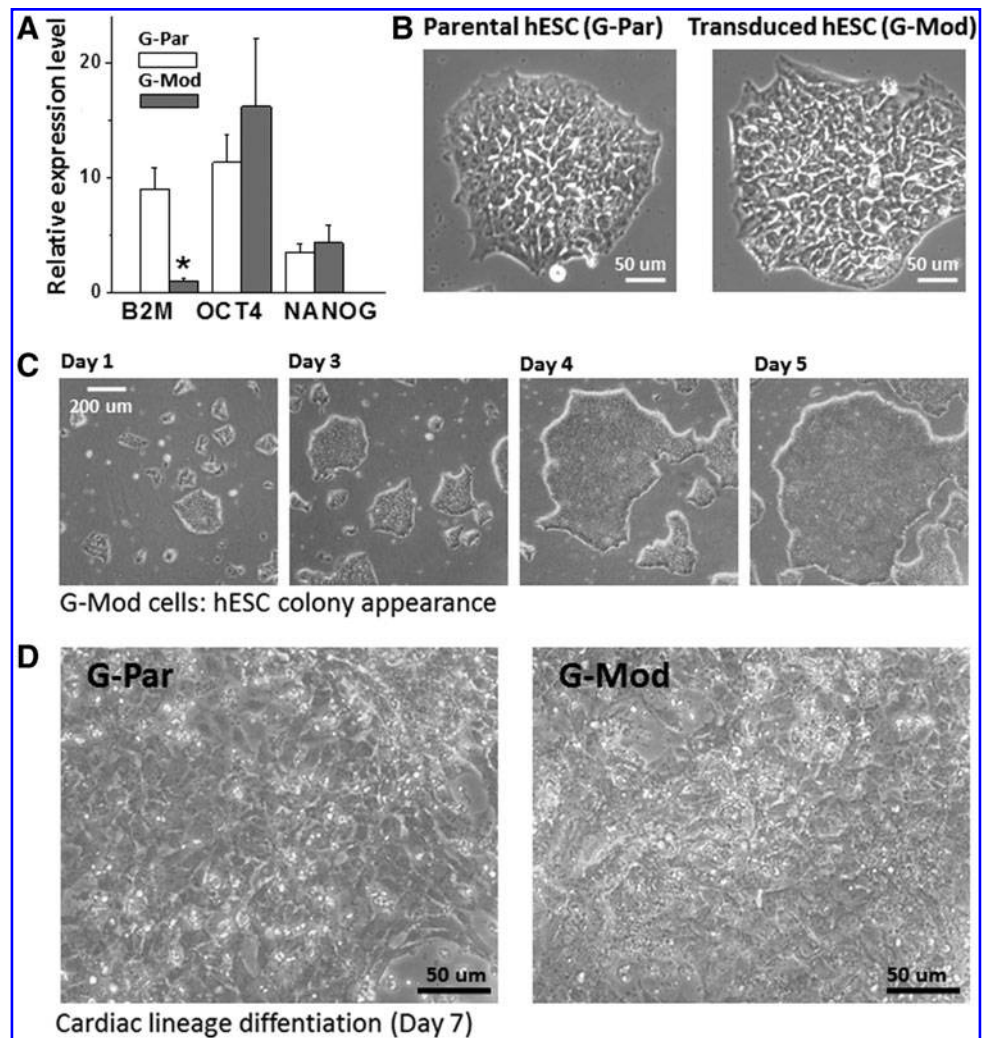 A
G-Par
G-Mod
Relative expression level
20
10
0
*
B2M OCT4 NANOG
B Parental hESC (G-Par) Transduced hESC (G-Mod)
50 um 50 um
C
Day 1 Day 3 Day 4 Day 5
200 um
G-Mod cells: hESC colony appearance
D
G-Par G-Mod
50 um 50 um
Cardiac lineage diffentiation (Day 7)